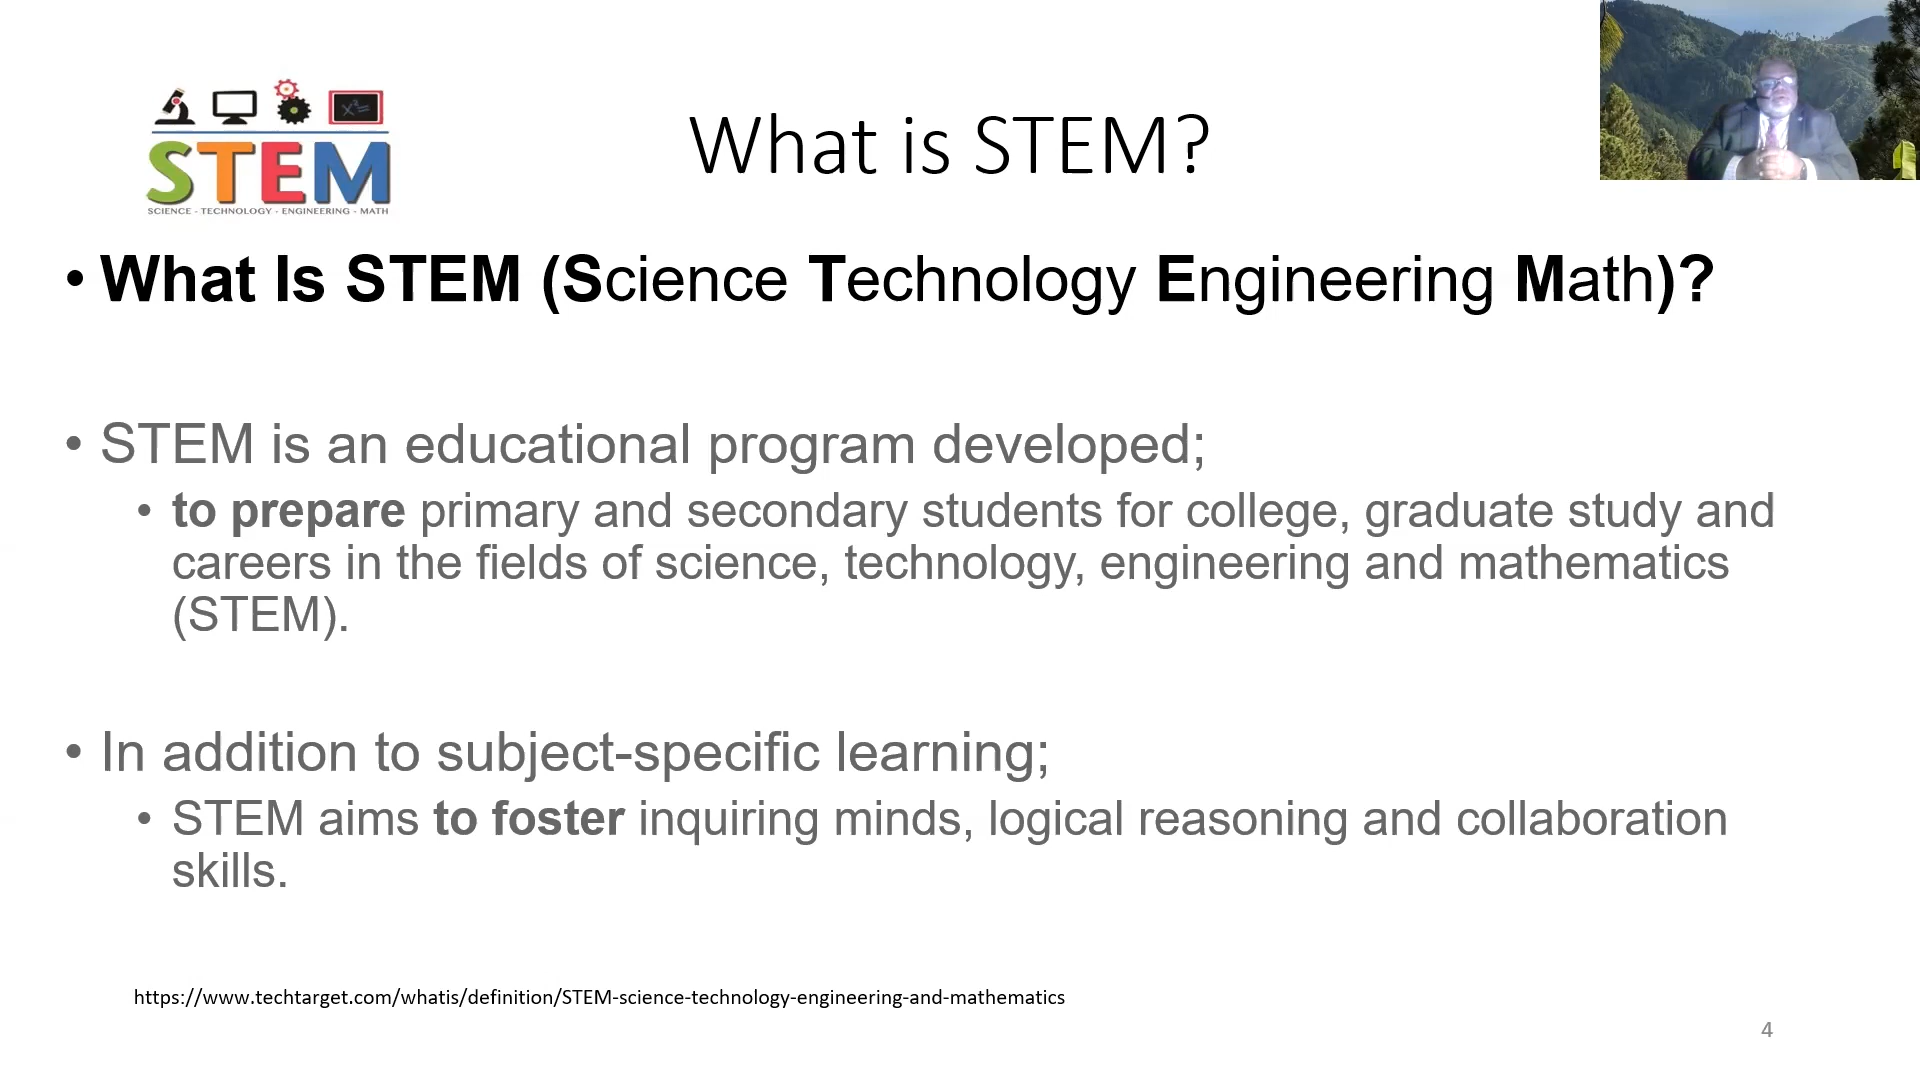 STEM
SCIENCE - TECHNOLOGY - ENGINEERING - MATH
What is STEM?
• What Is STEM (Science Technology Engineering Math)?
• STEM is an educational program developed;
• to prepare primary and secondary students for college, graduate study and
careers in the fields of science, technology, engineering and mathematics
(STEM).
• In addition to subject-specific learning;
• STEM aims to foster inquiring minds, logical reasoning and collaboration
skills.
https://www.techtarget.com/whatis/definition/STEM-science-technology-engineering-and-mathematics
4